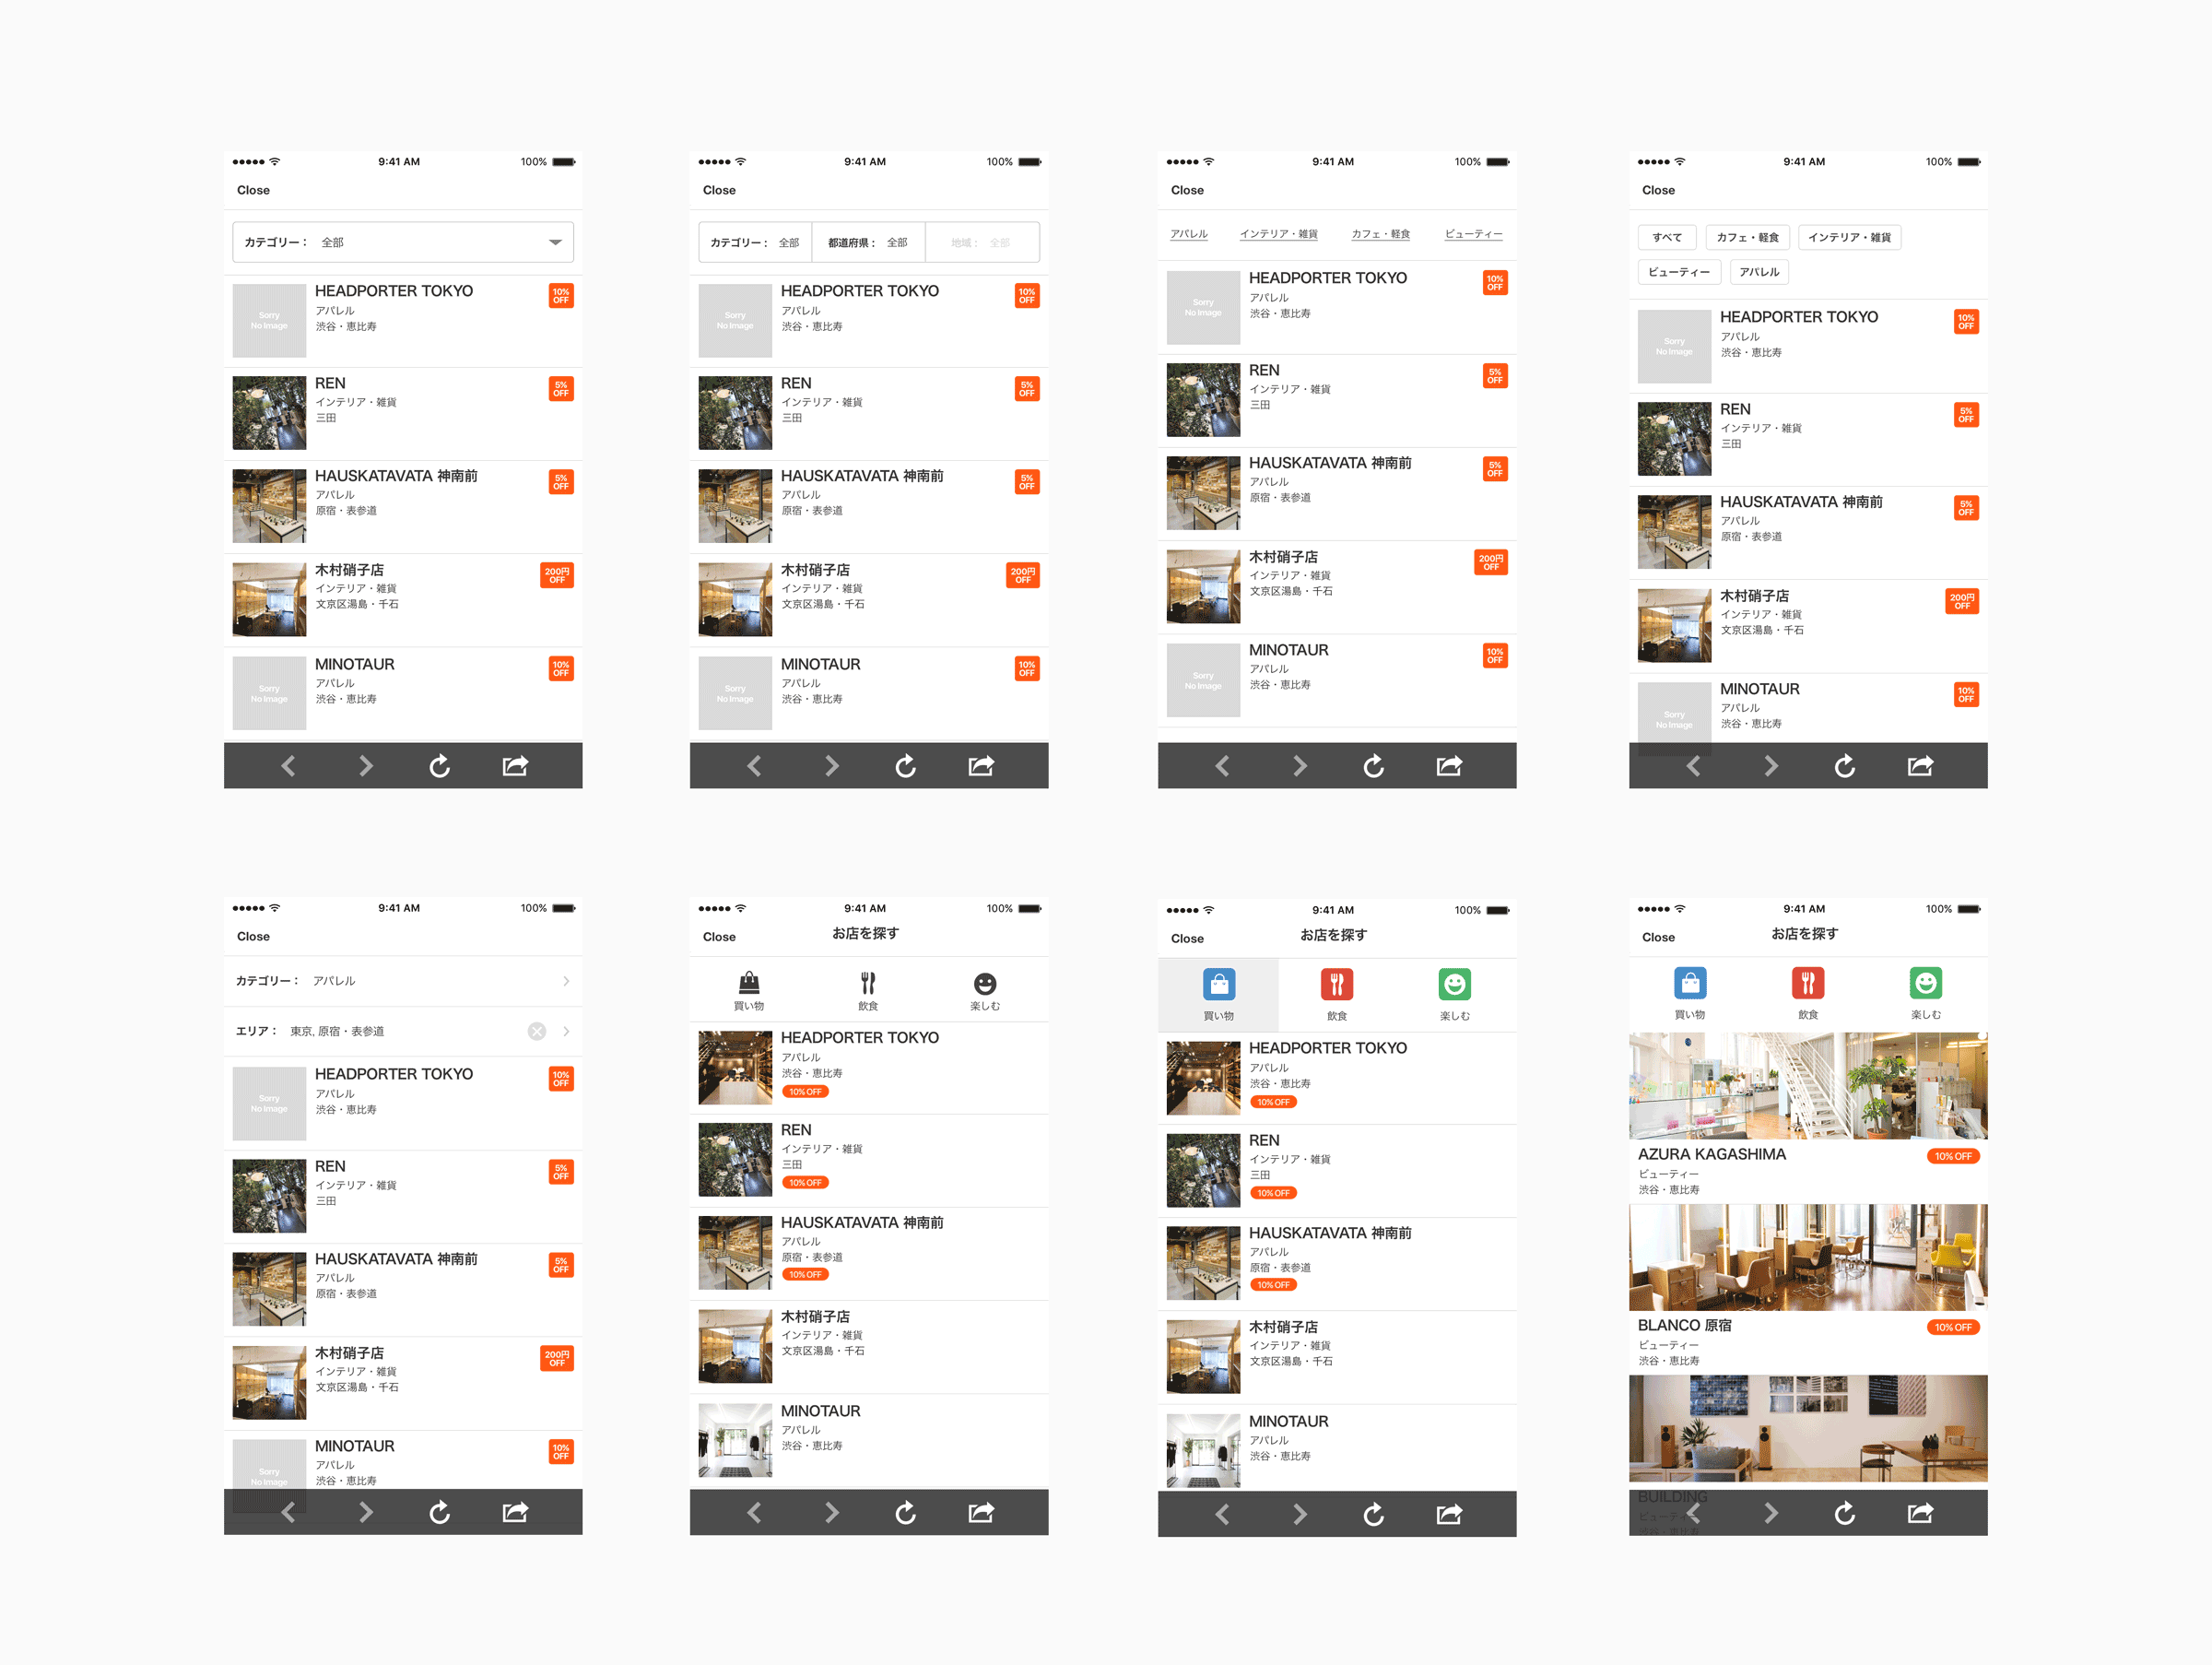 9:41 AM 100%
Close
カテゴリー： 全部
Sorry
No Image
HEADPORTER TOKYO
アパレル
渋谷・恵比寿
10%
OFF
REN
インテリア・雑貨
三田
5%
OFF
HAUSKATAVATA 神南前
アパレル
原宿・表参道
5%
OFF
木村硝子店
インテリア・雑貨
文京区湯島・千石
200円
OFF
Sorry
No Image
MINOTAUR
アパレル
渋谷・恵比寿
10%
OFF
9:41 AM 100%
Close
カテゴリー： 全部 都道府県： 全部 地域： 全部
Sorry
No Image
HEADPORTER TOKYO
アパレル
渋谷・恵比寿
10%
OFF
REN
インテリア・雑貨
三田
5%
OFF
HAUSKATAVATA 神南前
アパレル
原宿・表参道
5%
OFF
木村硝子店
インテリア・雑貨
文京区湯島・千石
200円
OFF
Sorry
No Image
MINOTAUR
アパレル
渋谷・恵比寿
10%
OFF
9:41 AM 100%
Close
アパレル インテリア・雑貨 カフェ・軽食 ビューティー
Sorry
No Image
HEADPORTER TOKYO
アパレル
渋谷・恵比寿
10%
OFF
REN
インテリア・雑貨
三田
5%
OFF
HAUSKATAVATA 神南前
アパレル
原宿・表参道
5%
OFF
木村硝子店
インテリア・雑貨
文京区湯島・千石
200円
OFF
Sorry
No Image
MINOTAUR
アパレル
渋谷・恵比寿
10%
OFF
9:41 AM 100%
Close
すべて カフェ・軽食 インテリア・雑貨
ビューティー アパレル
Sorry
No Image
HEADPORTER TOKYO
アパレル
渋谷・恵比寿
10%
OFF
REN
インテリア・雑貨
三田
5%
OFF
HAUSKATAVATA 神南前
アパレル
原宿・表参道
5%
OFF
木村硝子店
インテリア・雑貨
文京区湯島・千石
200円
OFF
Sorry
No Image
MINOTAUR
アパレル
渋谷・恵比寿
10%
OFF
9:41 AM 100%
Close
カテゴリー： アパレル
エリア： 東京, 原宿・表参道
Sorry
No Image
HEADPORTER TOKYO
アパレル
渋谷・恵比寿
10%
OFF
REN
インテリア・雑貨
三田
5%
OFF
HAUSKATAVATA 神南前
アパレル
原宿・表参道
5%
OFF
木村硝子店
インテリア・雑貨
文京区湯島・千石
200円
OFF
Sorry
No Image
MINOTAUR
アパレル
渋谷・恵比寿
10%
OFF
9:41 AM 100%
Close お店を探す
買い物 飲食 楽しむ
HEADPORTER TOKYO
アパレル
渋谷・恵比寿
10% OFF
REN
インテリア・雑貨
三田
10% OFF
HAUSKATAVATA 神南前
アパレル
原宿・表参道
10% OFF
木村硝子店
インテリア・雑貨
文京区湯島・千石
MINOTAUR
アパレル
渋谷・恵比寿
9:41 AM 100%
Close お店を探す
買い物 飲食 楽しむ
HEADPORTER TOKYO
アパレル
渋谷・恵比寿
10% OFF
REN
インテリア・雑貨
三田
10% OFF
HAUSKATAVATA 神南前
アパレル
原宿・表参道
10% OFF
木村硝子店
インテリア・雑貨
文京区湯島・千石
MINOTAUR
アパレル
渋谷・恵比寿
9:41 AM 100%
Close お店を探す
買い物 飲食 楽しむ
AZURA KAGASHIMA 10% OFF
ビューティー
渋谷・恵比寿
BLANCO 原宿 10% OFF
ビューティー
渋谷・恵比寿
BUILDING
ビューティー
渋谷・恵比寿